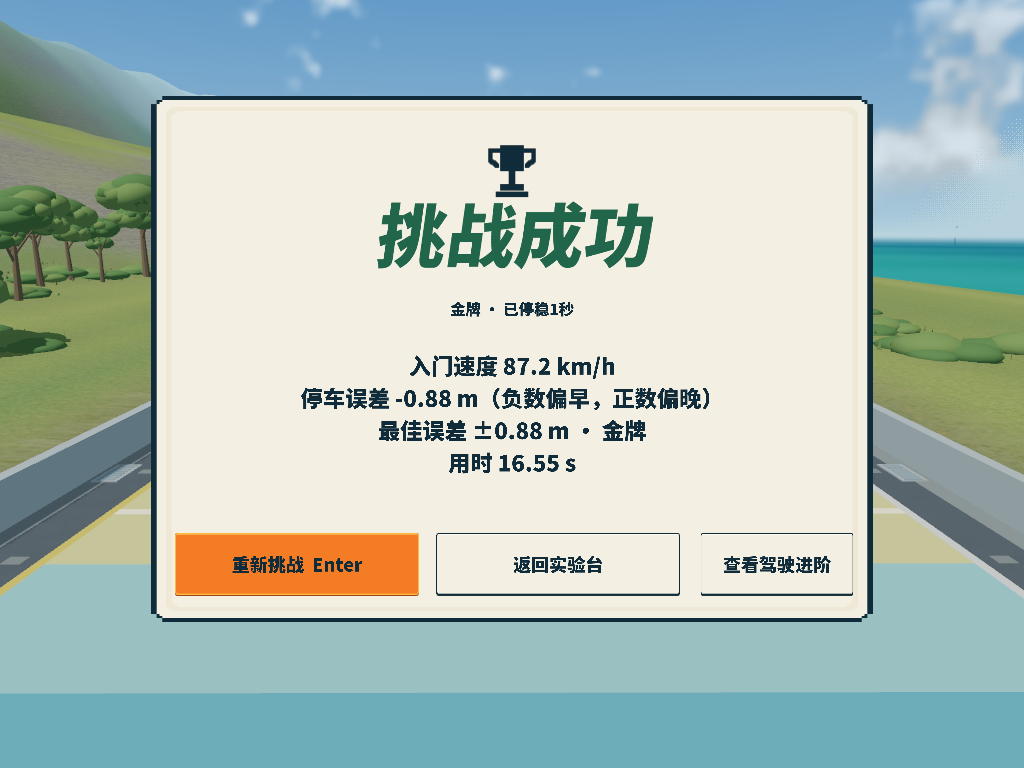 挑战成功
金牌 · 已停稳1秒
入门速度 87.2 km/h
停车误差 -0.88 m（负数偏早，正数偏晚）
最佳误差 ±0.88 m · 金牌
用时 16.55 s
重新挑战 Enter
返回实验台
查看驾驶进阶